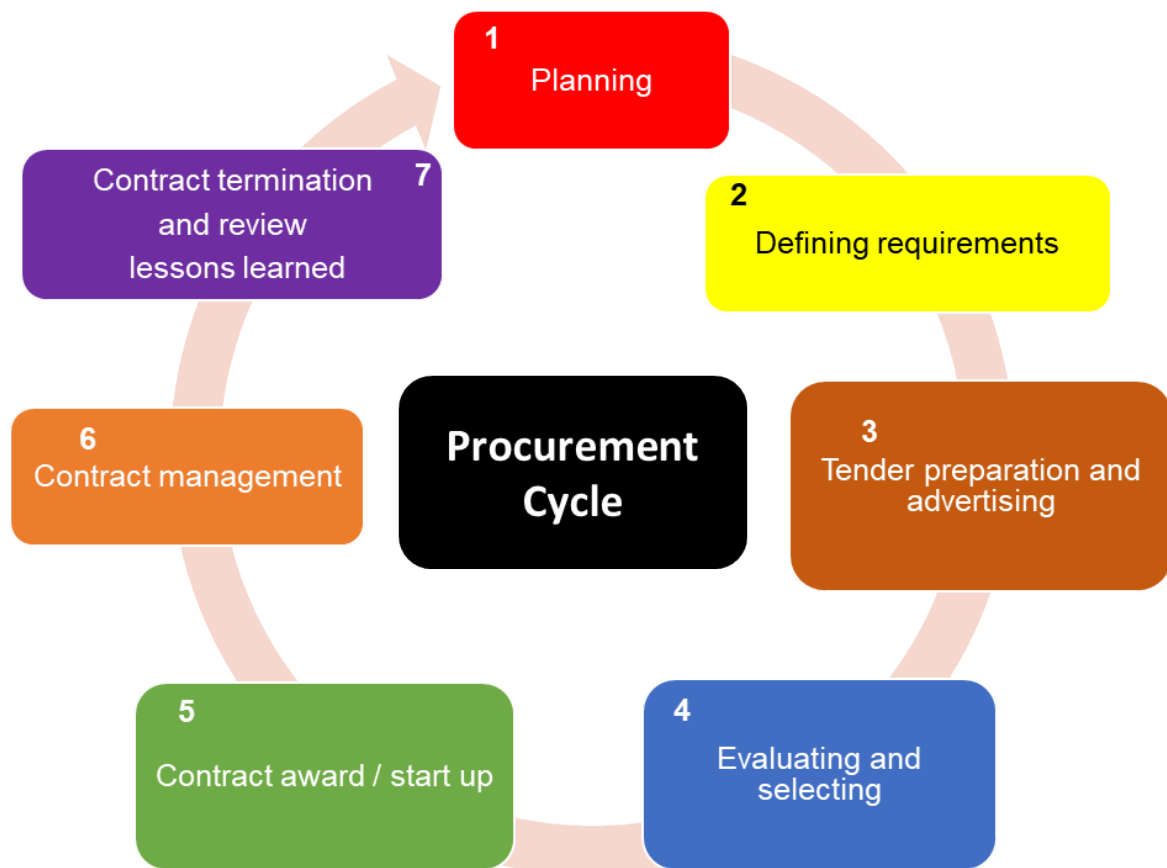 1
Planning
2
Defining requirements
3
Tender preparation and
advertising
4
Evaluating and
selecting
5
Contract award / start up
6
Contract management
7
Contract termination
and review
lessons learned
Procurement
Cycle